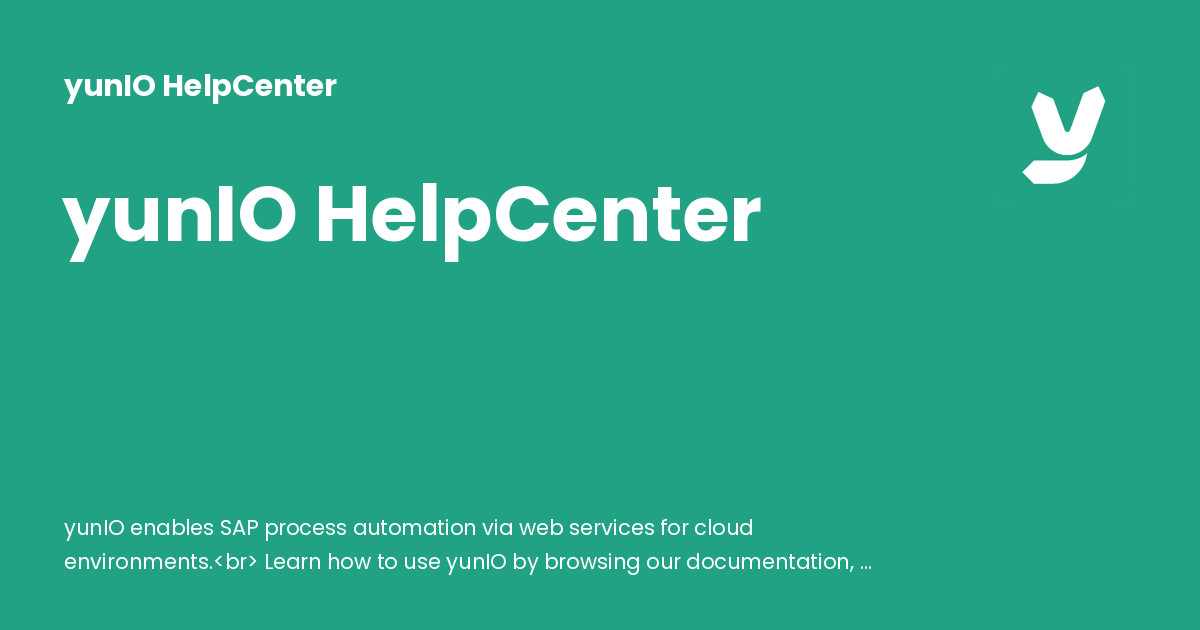 yunIO HelpCenter
yunIO HelpCenter
yunIO enables SAP process automation via web services for cloud
environments.<br> Learn how to use yunIO by browsing our documentation, ...